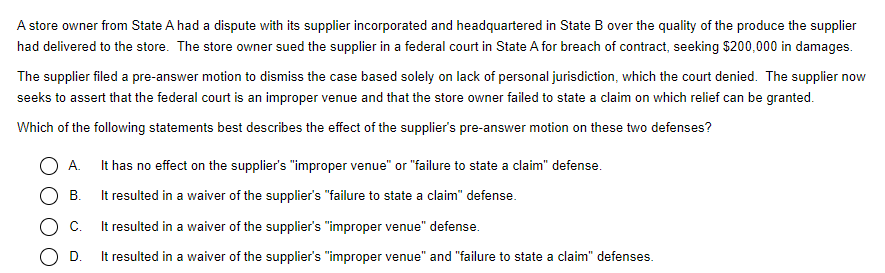 A store owner from State A had a dispute with its supplier incorporated and headquartered in State B over the quality of the produce the supplier
had delivered to the store. The store owner sued the supplier in a federal court in State A for breach of contract, seeking $200,000 in damages.
The supplier filed a pre-answer motion to dismiss the case based solely on lack of personal jurisdiction, which the court denied. The supplier now
seeks to assert that the federal court is an improper venue and that the store owner failed to state a claim on which relief can be granted.
Which of the following statements best describes the effect of the supplier's pre-answer motion on these two defenses?
A. It has no effect on the supplier's "improper venue" or "failure to state a claim" defense.
B. It resulted in a waiver of the supplier's "failure to state a claim" defense.
C. It resulted in a waiver of the supplier's "improper venue" defense.
D. It resulted in a waiver of the supplier's "improper venue" and "failure to state a claim" defenses.